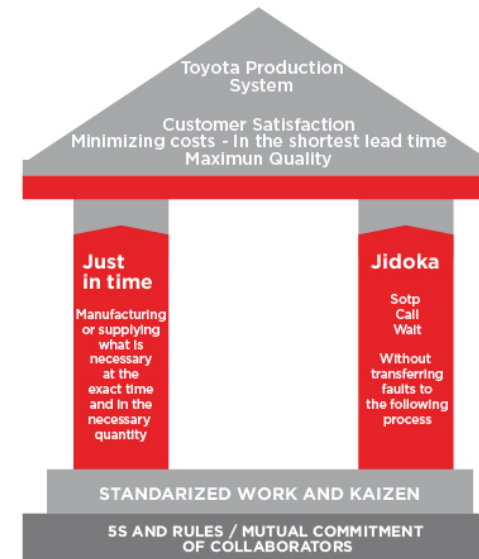 Toyota Production
System
Customer Satisfaction
Minimizing costs - In the shortest lead time
Maximun Quality
Just
in time
Manufacturing
or supplying
what is
necessary
at the
exact time
and in the
necessary
quantity
Jidoka
Sotp
Call
Wait
Without
transferring
faults to
the following
process
STANDARIZED WORK AND KAIZEN
5S AND RULES / MUTUAL COMMITMENT
OF COLLABORATORS